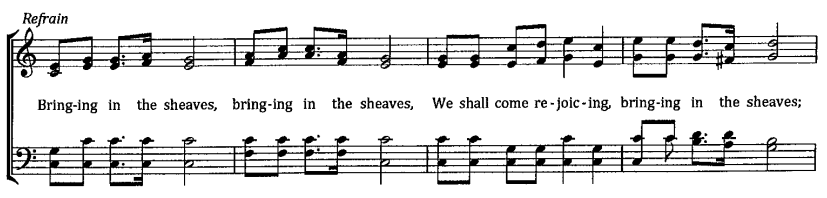 Refrain
Bring-ing in the sheaves, bring-ing in the sheaves, We shall come re-joic-ing, bring-ing in the sheaves;